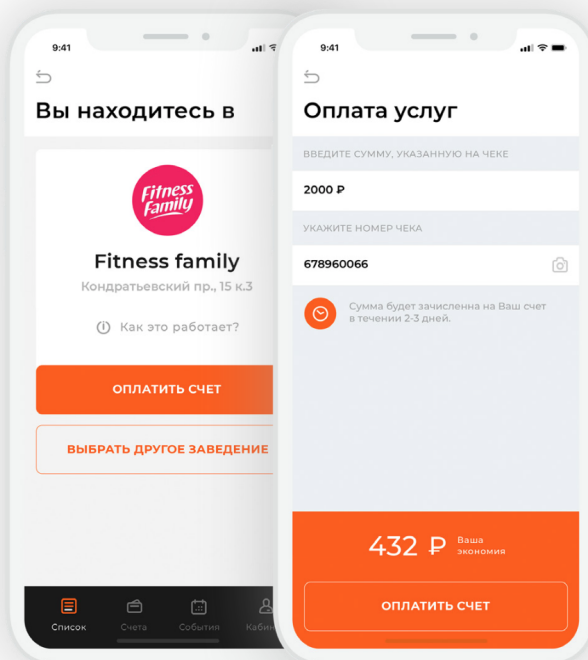 9:41
Вы находитесь в
Fitness
Family
Fitness family
Кондратьевский пр., 15 к.3
Как это работает?
ОПЛАТИТЬ СЧЕТ
ВЫБРАТЬ ДРУГОЕ ЗАВЕДЕНИЕ
Список
Счета
События
9:41
Оплата услуг
ВВЕДИТЕ СУММУ, УКАЗАННУЮ НА ЧЕКЕ
2000 ₽
УКАЖИТЕ НОМЕР ЧЕКА
678960066
Сумма будет зачисленна на Ваш счет
в течении 2-3 дней.
432 ₽
Ваша
экономия
ОПЛАТИТЬ СЧЕТ